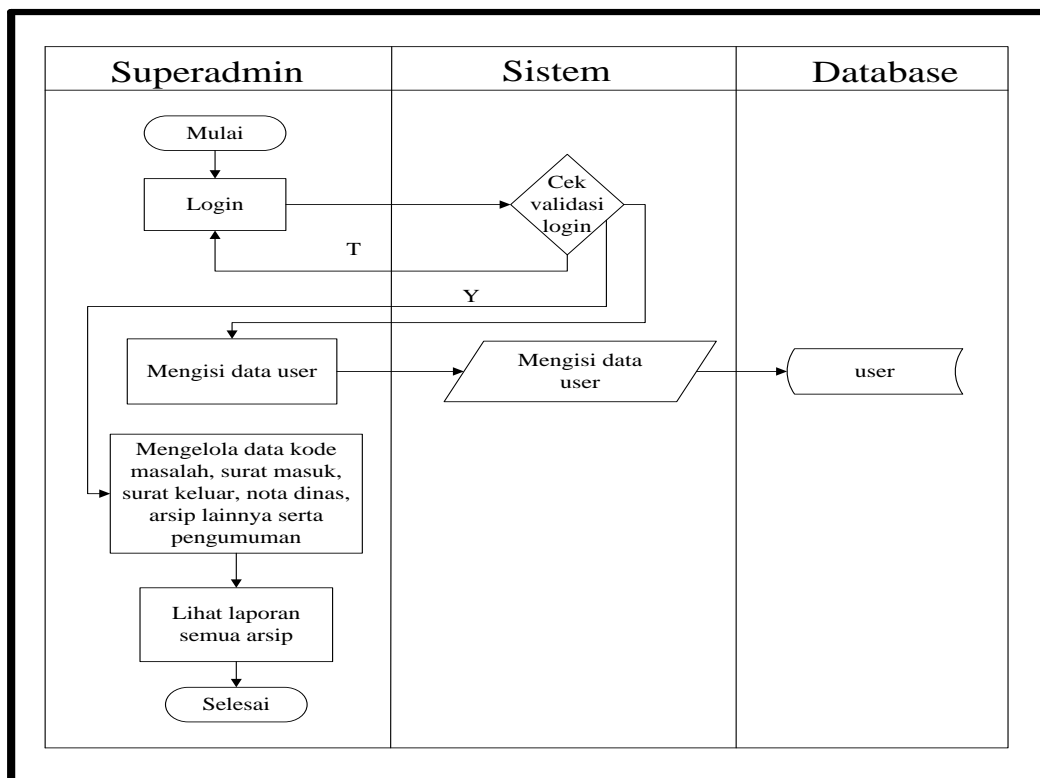 Superadmin
Sistem
Database
Mulai
Login
Cek
validasi
login
T
Y
Mengisi data user
Mengisi data
user
user
Mengelola data kode
masalah, surat masuk,
surat keluar, nota dinas,
arsip lainnya serta
pengumuman
Lihat laporan
semua arsip
Selesai